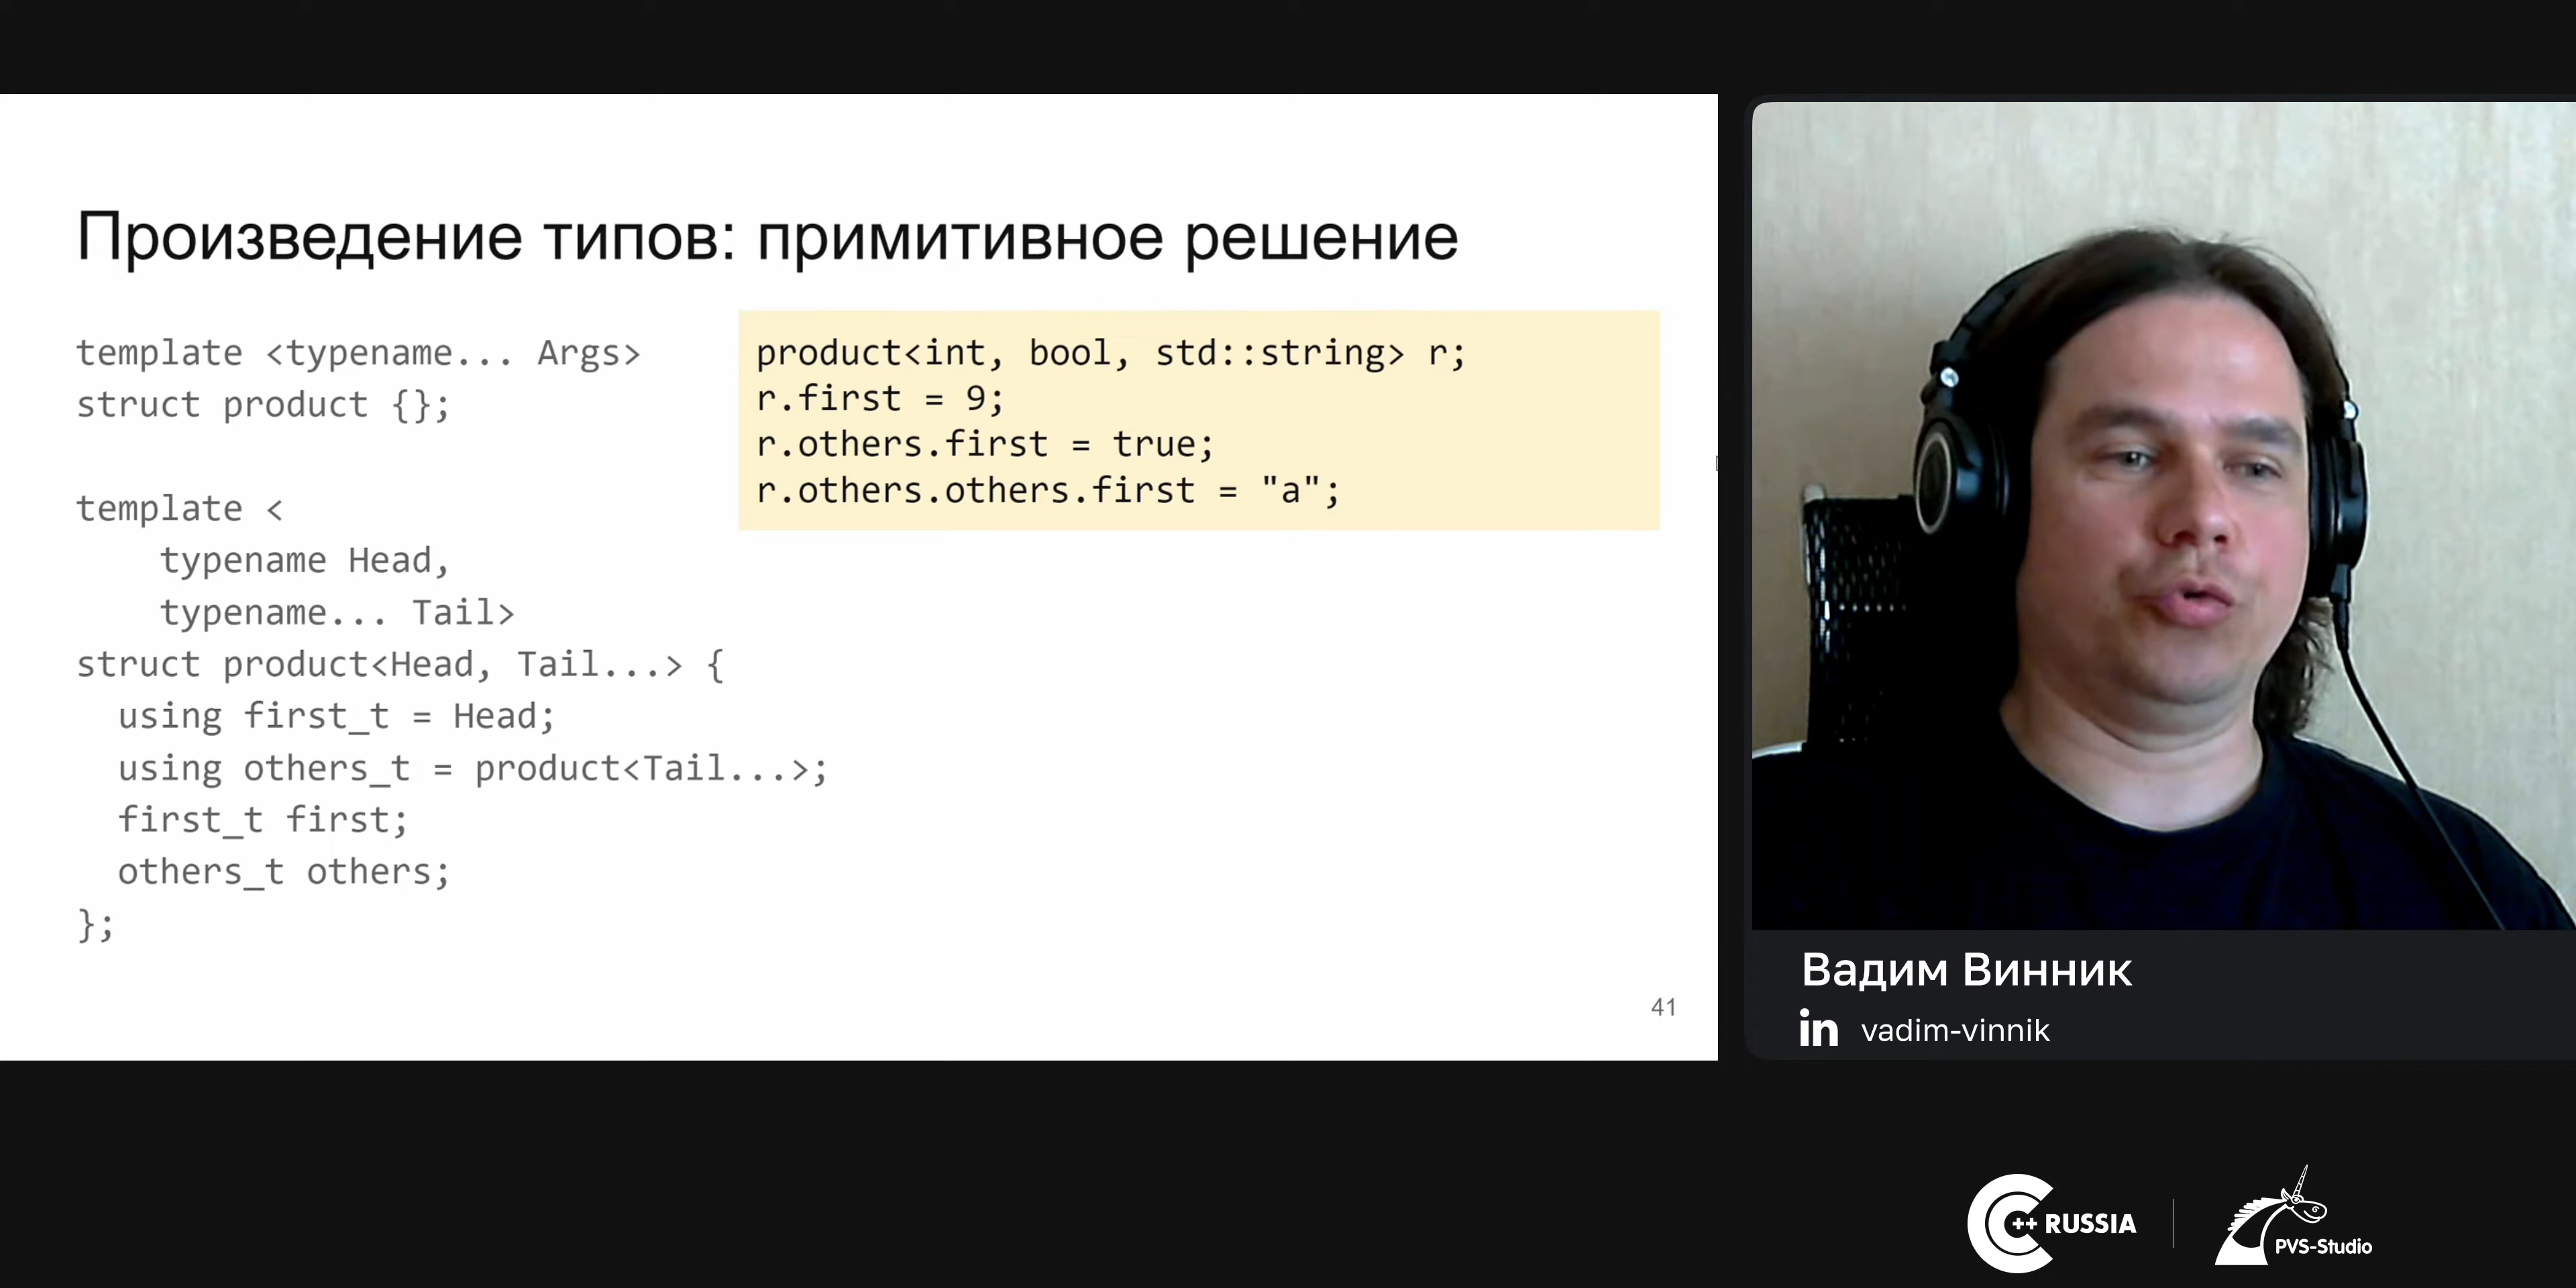 Произведение типов: примитивное решение
template <typename... Args>
struct product {};
template <
    typename Head,
    typename... Tail>
struct product<Head, Tail...> {
  using first_t = Head;
  using others_t = product<Tail...>;
  first_t first;
  others_t others;
};
product<int, bool, std::string> r;
r.first = 9;
r.others.first = true;
r.others.others.first = "a";
41
Вадим Винник
in vadim-vinnik
C++ RUSSIA
PVS-Studio